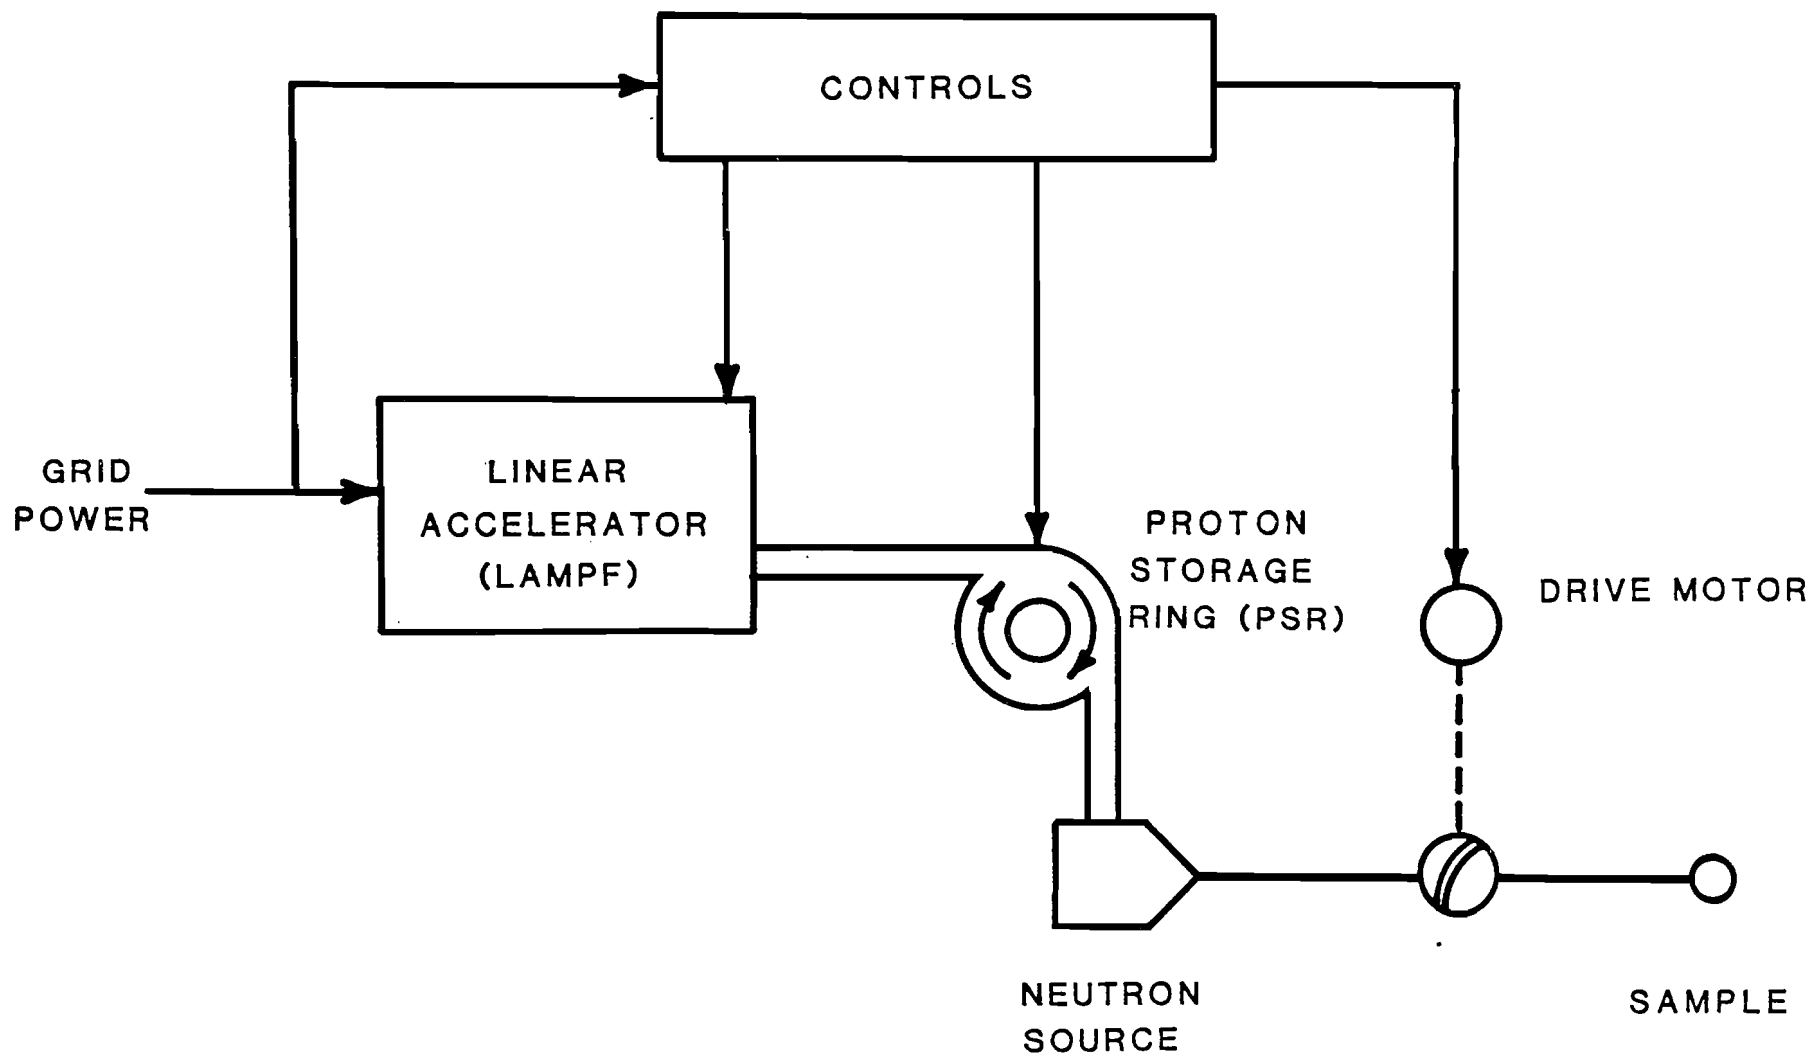 CONTROLS
GRID
POWER
LINEAR
ACCELERATOR
(LAMPF)
PROTON
STORAGE
RING (PSR)
DRIVE MOTOR
NEUTRON
SOURCE
SAMPLE